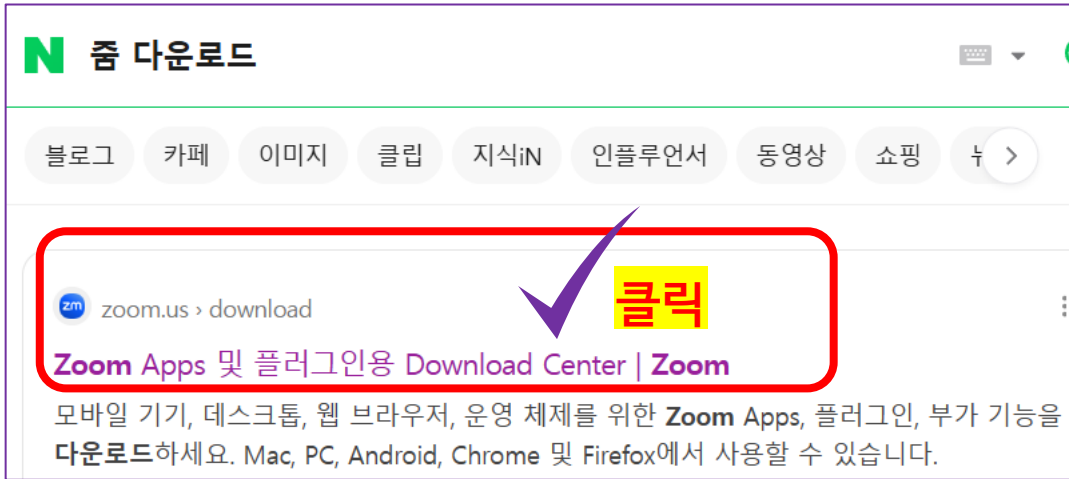 N 줌 다운로드
블로그 카페 이미지 클립 지식iN 인플루언서 동영상 쇼핑
zm zoom.us › download
클릭
Zoom Apps 및 플러그인용 Download Center | Zoom
모바일 기기, 데스크톱, 웹 브라우저, 운영 체제를 위한 Zoom Apps, 플러그인, 부가 기능을
다운로드하세요. Mac, PC, Android, Chrome 및 Firefox에서 사용할 수 있습니다.